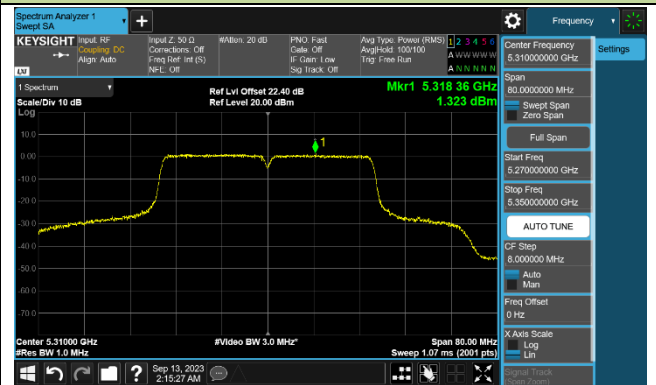 Spectrum Analyzer 1
Swept SA
Frequency
KEYSIGHT
Input: RF
Coupling: DC
Align: Auto
Input Z: 50 Ω
Corrections: Off
Freq Ref: Int (S)
NFE: Off
#Atten: 20 dB
PNO: Fast
Gate: Off
IF Gain: Low
Sig Track: Off
Avg Type: Power (RMS)
Avg|Hold: 100/100
Trig: Free Run
1 2 3 4 5 6
A W W W W W
A N N N N N
LXI
1 Spectrum
Scale/Div 10 dB
Log
Ref Lvl Offset 22.40 dB
Ref Level 20.00 dBm
Mkr1 5.318 36 GHz
1.323 dBm
1
10.0
0.00
-10.0
-20.0
-30.0
-40.0
-50.0
-60.0
-70.0
Center 5.31000 GHz
#Res BW 1.0 MHz
#Video BW 3.0 MHz*
Span 80.00 MHz
Sweep 1.07 ms (2001 pts)
Sep 13, 2023
2:15:27 AM
Center Frequency
5.310000000 GHz
Settings
Span
80.0000000 MHz
Swept Span
Zero Span
Full Span
Start Freq
5.270000000 GHz
Stop Freq
5.350000000 GHz
AUTO TUNE
CF Step
8.000000 MHz
Auto
Man
Freq Offset
0 Hz
X Axis Scale
Log
Lin
Signal Track
(Span Zoom)